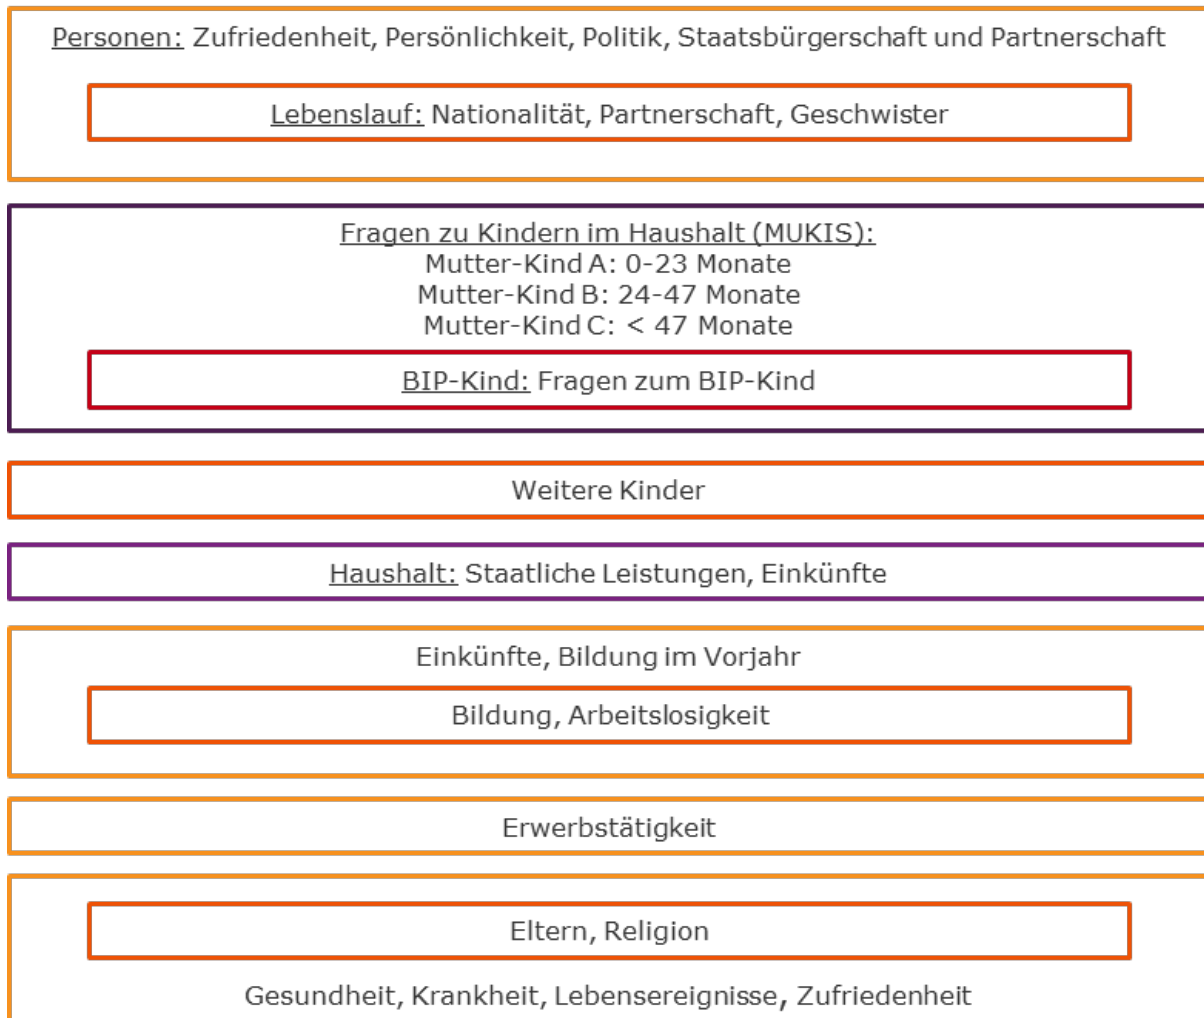 Personen: Zufriedenheit, Persönlichkeit, Politik, Staatsbürgerschaft und Partnerschaft
Lebenslauf: Nationalität, Partnerschaft, Geschwister
Fragen zu Kindern im Haushalt (MUKIS):
Mutter-Kind A: 0-23 Monate
Mutter-Kind B: 24-47 Monate
Mutter-Kind C: < 47 Monate
BIP-Kind: Fragen zum BIP-Kind
Weitere Kinder
Haushalt: Staatliche Leistungen, Einkünfte
Einkünfte, Bildung im Vorjahr
Bildung, Arbeitslosigkeit
Erwerbstätigkeit
Eltern, Religion
Gesundheit, Krankheit, Lebensereignisse, Zufriedenheit